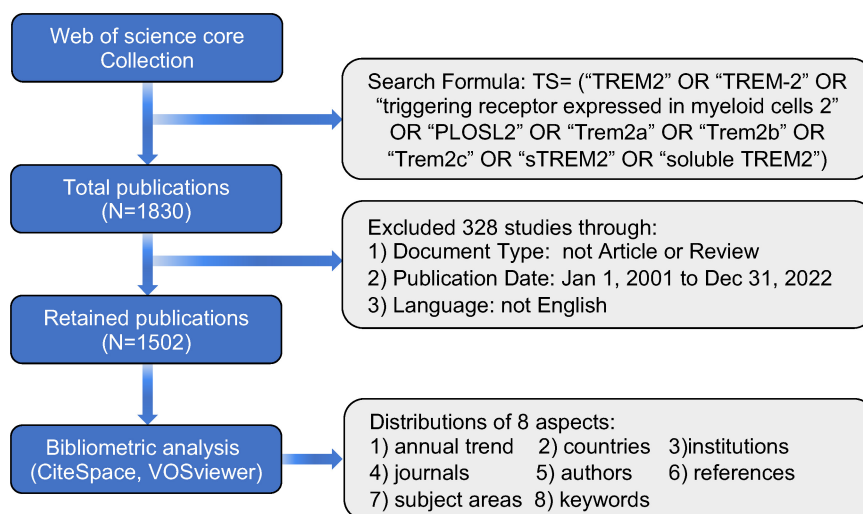 Web of science core
Collection
Search Formula: TS= (“TREM2” OR “TREM-2” OR
“triggering receptor expressed in myeloid cells 2”
OR “PLOSL2” OR “Trem2a” OR “Trem2b” OR
“Trem2c” OR “sTREM2” OR “soluble TREM2”)
Total publications
(N=1830)
Excluded 328 studies through:
1) Document Type: not Article or Review
2) Publication Date: Jan 1, 2001 to Dec 31, 2022
3) Language: not English
Retained publications
(N=1502)
Bibliometric analysis
(CiteSpace, VOSviewer)
Distributions of 8 aspects:
1) annual trend 2) countries 3)institutions
4) journals 5) authors 6) references
7) subject areas 8) keywords